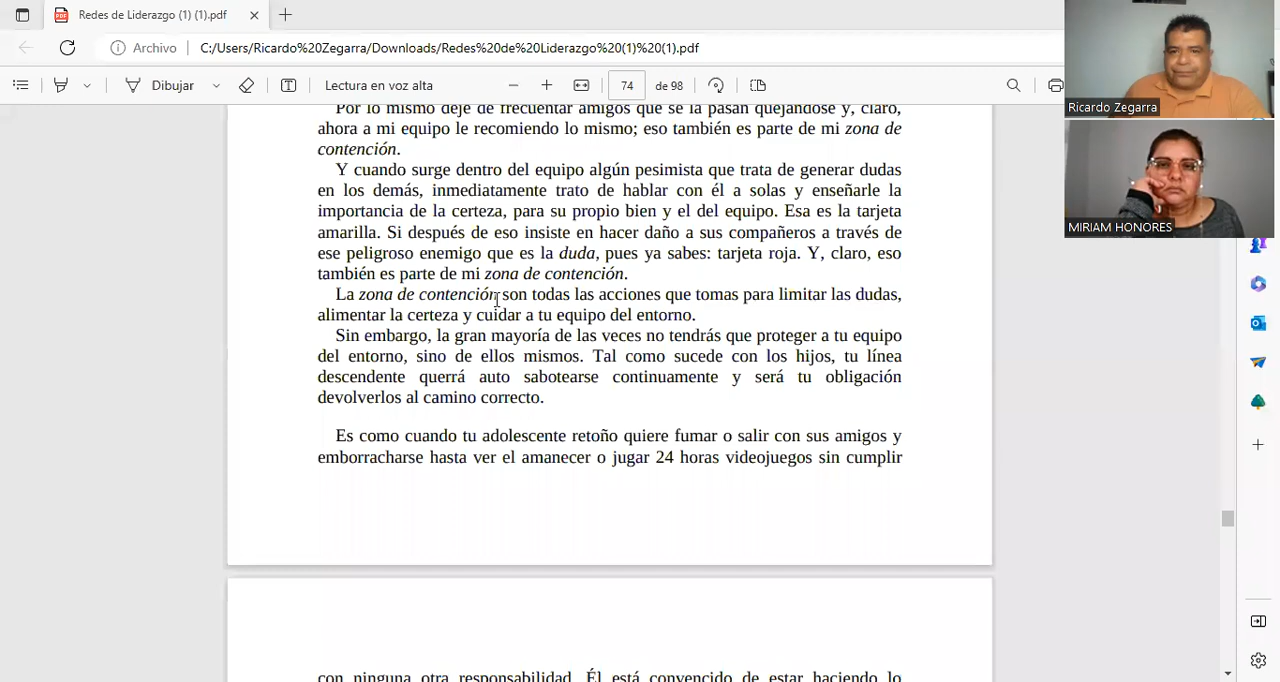 Redes de Liderazgo (1) (1).pdf
Archivo
C:/Users/Ricardo%20Zegarra/Downloads/Redes%20de%20Liderazgo%20(1)%20(1).pdf
Dibujar
Lectura en voz alta
74 de 98
Por lo mismo dejé de frecuentar amigos que se la pasan quejándose y, claro,
ahora a mi equipo le recomiendo lo mismo; eso también es parte de mi zona de
contención.
Y cuando surge dentro del equipo algún pesimista que trata de generar dudas
en los demás, inmediatamente trato de hablar con él a solas y enseñarle la
importancia de la certeza, para su propio bien y el del equipo. Esa es la tarjeta
amarilla. Si después de eso insiste en hacer daño a sus compañeros a través de
ese peligroso enemigo que es la duda, pues ya sabes: tarjeta roja. Y, claro, eso
también es parte de mi zona de contención.
La zona de contención son todas las acciones que tomas para limitar las dudas,
alimentar la certeza y cuidar a tu equipo del entorno.
Sin embargo, la gran mayoría de las veces no tendrás que proteger a tu equipo
del entorno, sino de ellos mismos. Tal como sucede con los hijos, tu línea
descendente querrá auto sabotearse continuamente y será tu obligación
devolverlos al camino correcto.
Es como cuando tu adolescente retoño quiere fumar o salir con sus amigos y
emborracharse hasta ver el amanecer o jugar 24 horas videojuegos sin cumplir
con ninguna otra responsabilidad. Él está convencido de estar haciendo lo
Ricardo Zegarra
MIRIAM HONORES